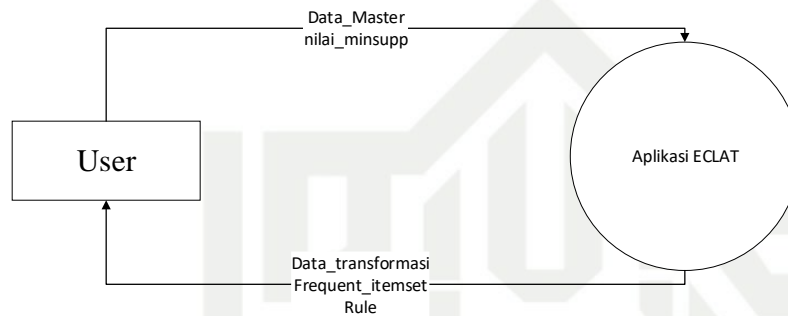 Data_Master
nilai_minsupp
User
Aplikasi ECLAT
Data_transformasi
Frequent_itemset
Rule